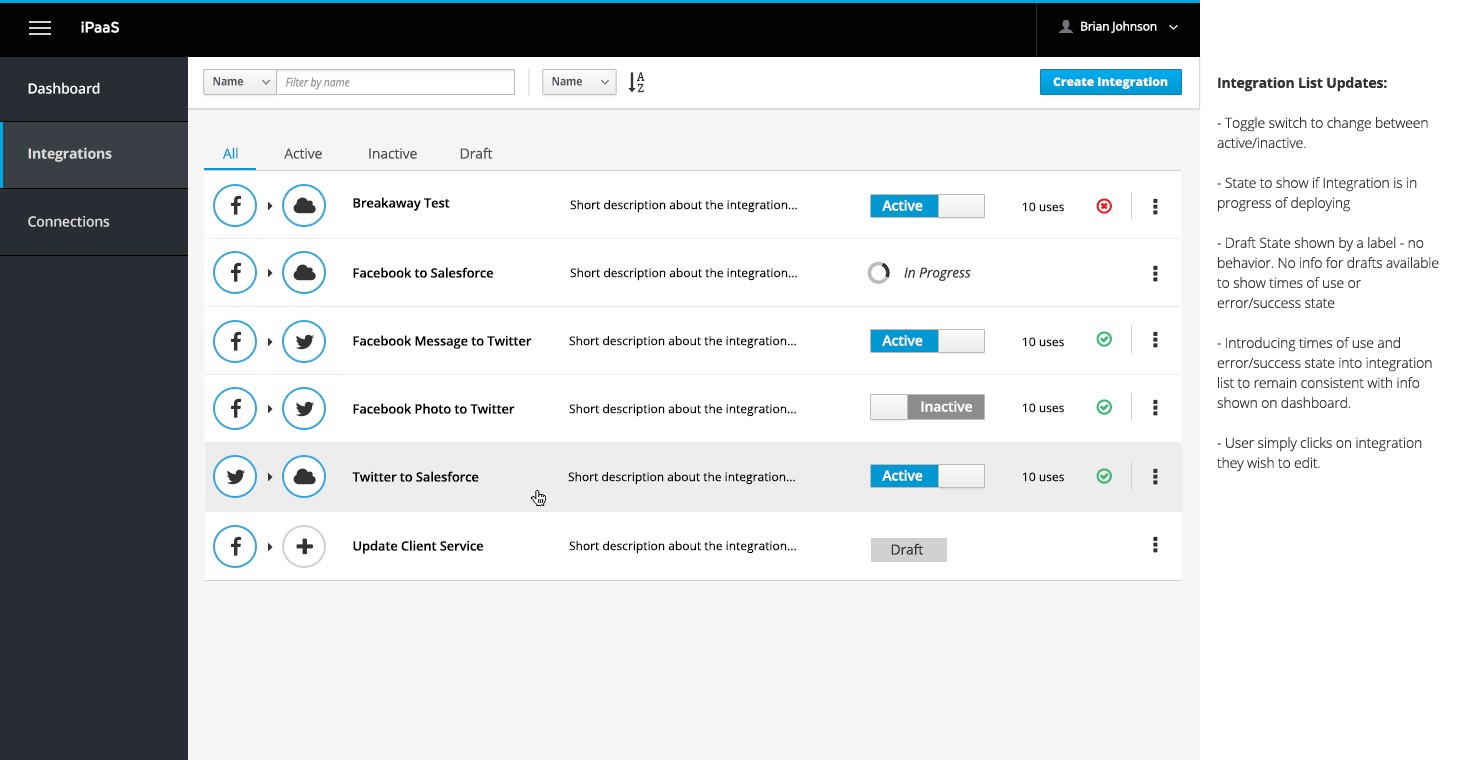 iPaaS
Brian Johnson
Dashboard
Integrations
Connections
Name
Filter by name
Name
A
Z
Create Integration
All
Active
Inactive
Draft
Breakaway Test
Short description about the integration...
Active
10 uses
Facebook to Salesforce
Short description about the integration...
In Progress
Facebook Message to Twitter
Short description about the integration...
Active
10 uses
Facebook Photo to Twitter
Short description about the integration...
Inactive
10 uses
Twitter to Salesforce
Short description about the integration...
Active
10 uses
Update Client Service
Short description about the integration...
Draft
Integration List Updates:
- Toggle switch to change between
active/inactive.
- State to show if Integration is in
progress of deploying
- Draft State shown by a label - no
behavior. No info for drafts available
to show times of use or
error/success state
- Introducing times of use and
error/success state into integration
list to remain consistent with info
shown on dashboard.
- User simply clicks on integration
they wish to edit.